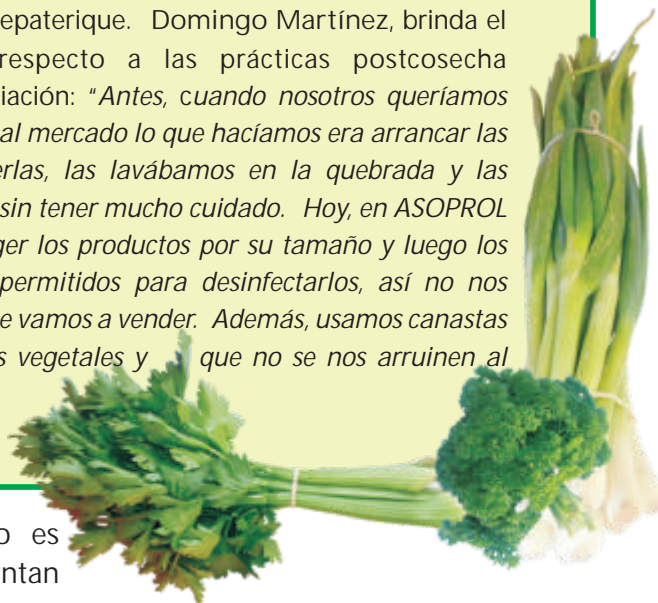 epaterique. Domingo Martínez, brinda el
respecto a las prácticas postcosecha
iación: “Antes, cuando nosotros queríamos
al mercado lo que hacíamos era arrancar las
erlas, las lavábamos en la quebrada y las
sin tener mucho cuidado. Hoy, en ASOPROL
ger los productos por su tamaño y luego los
permitidos para desinfectarlos, así no nos
e vamos a vender. Además, usamos canastas
s vegetales y que no se nos arruinen al
o es
ntan